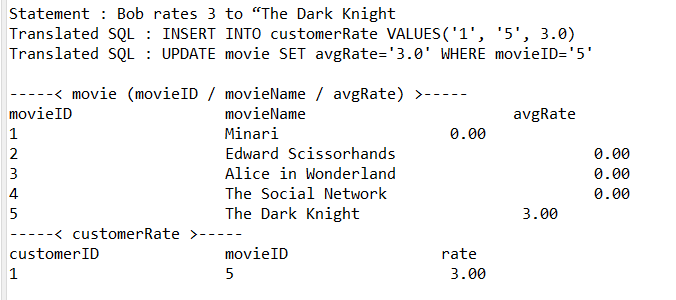 Statement : Bob rates 3 to “The Dark Knight
Translated SQL : INSERT INTO customerRate VALUES('1', '5', 3.0)
Translated SQL : UPDATE movie SET avgRate='3.0' WHERE movieID='5'
-----< movie (movieID / movieName / avgRate) >-----
movieID movieName avgRate
1 Minari 0.00
2 Edward Scissorhands 0.00
3 Alice in Wonderland 0.00
4 The Social Network 0.00
5 The Dark Knight 3.00
-----< customerRate >-----
customerID movieID rate
1 5 3.00